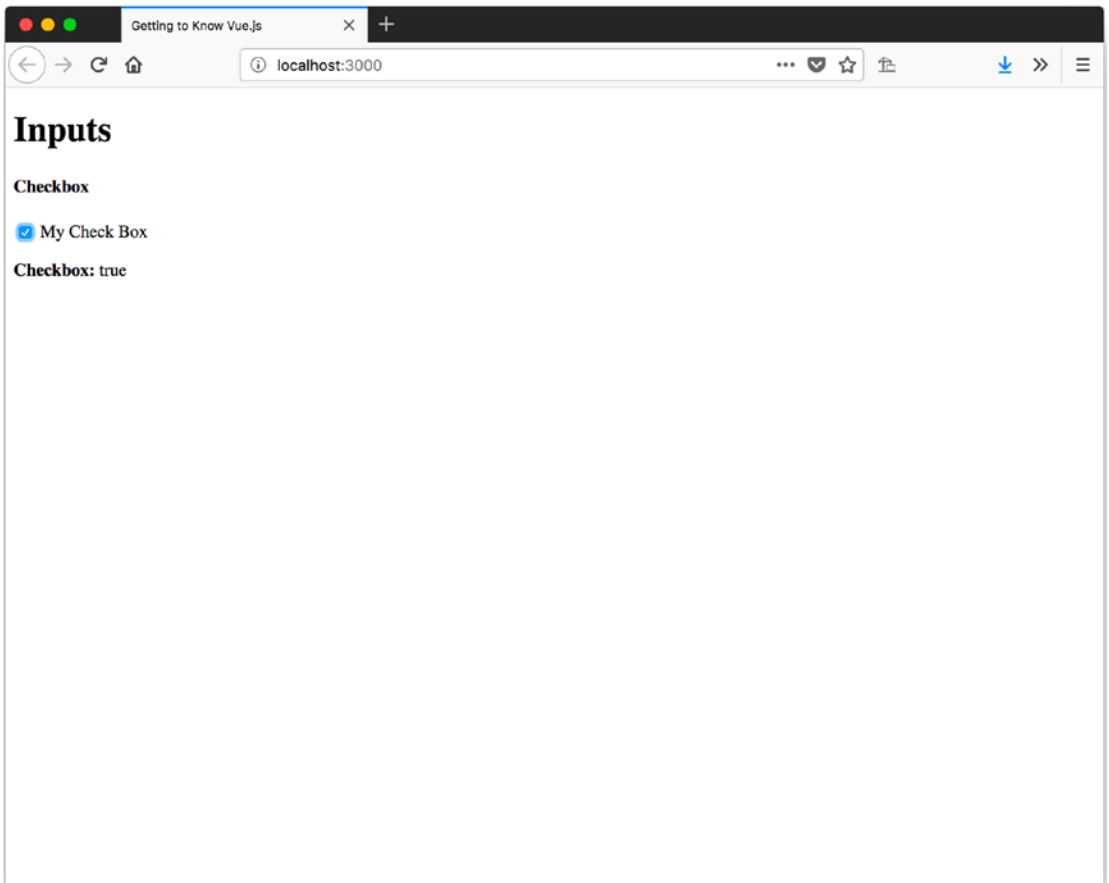 Getting to Know Vue.js
localhost:3000
Inputs
Checkbox
My Check Box
Checkbox: true